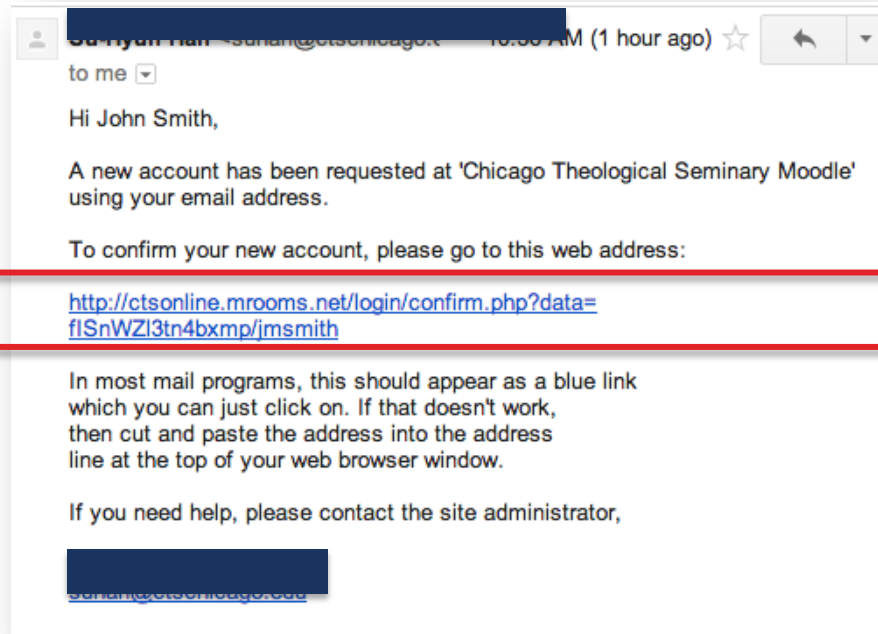 AM (1 hour ago)
to me
Hi John Smith,
A new account has been requested at 'Chicago Theological Seminary Moodle'
using your email address.
To confirm your new account, please go to this web address:
http://ctsonline.mrooms.net/login/confirm.php?data=
flSnWZl3tn4bxmp/jmsmith
In most mail programs, this should appear as a blue link
which you can just click on. If that doesn't work,
then cut and paste the address into the address
line at the top of your web browser window.
If you need help, please contact the site administrator,